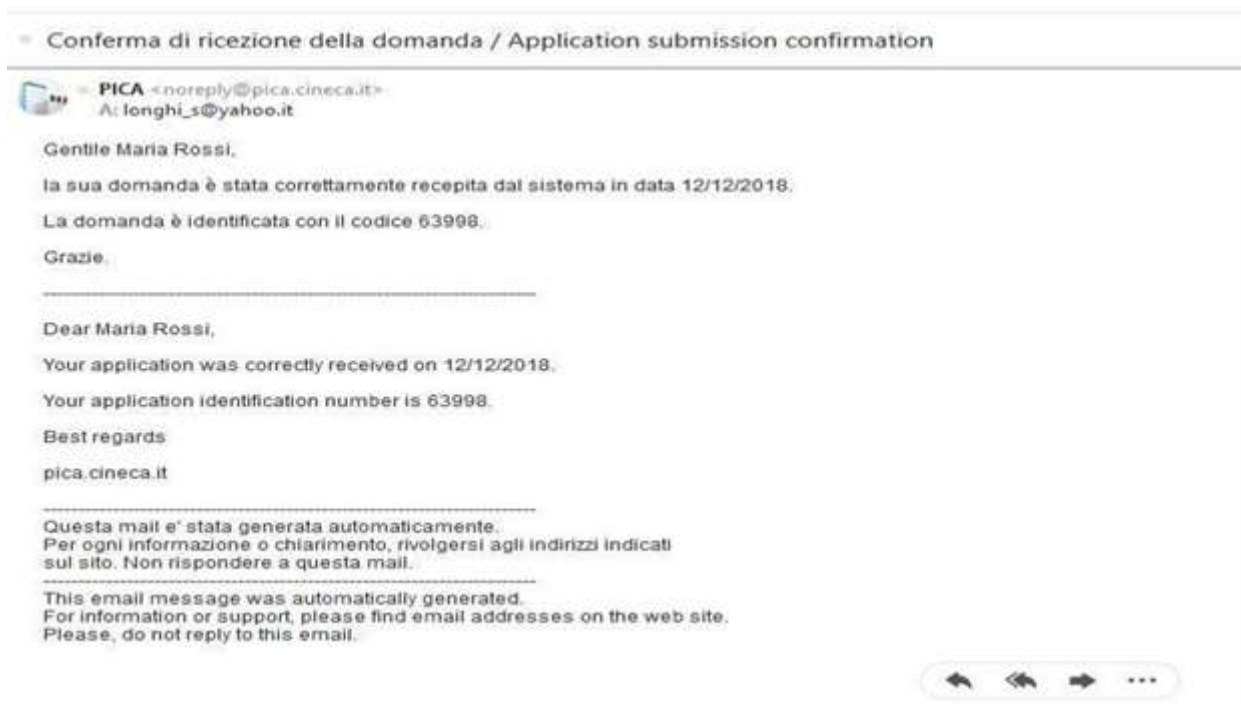 Conferma di ricezione della domanda / Application submission confirmation
PICA <noreply@pica.cineca.it>
A: longhi_s@yahoo.it
Gentile Maria Rossi,
la sua domanda è stata correttamente recepita dal sistema in data 12/12/2018.
La domanda è identificata con il codice 63998.
Grazie.
Dear Maria Rossi,
Your application was correctly received on 12/12/2018.
Your application identification number is 63998.
Best regards
pica.cineca.it
Questa mail e' stata generata automaticamente.
Per ogni informazione o chiarimento, rivolgersi agli indirizzi indicati
sul sito. Non rispondere a questa mail.
This email message was automatically generated.
For information or support, please find email addresses on the web site.
Please, do not reply to this email.